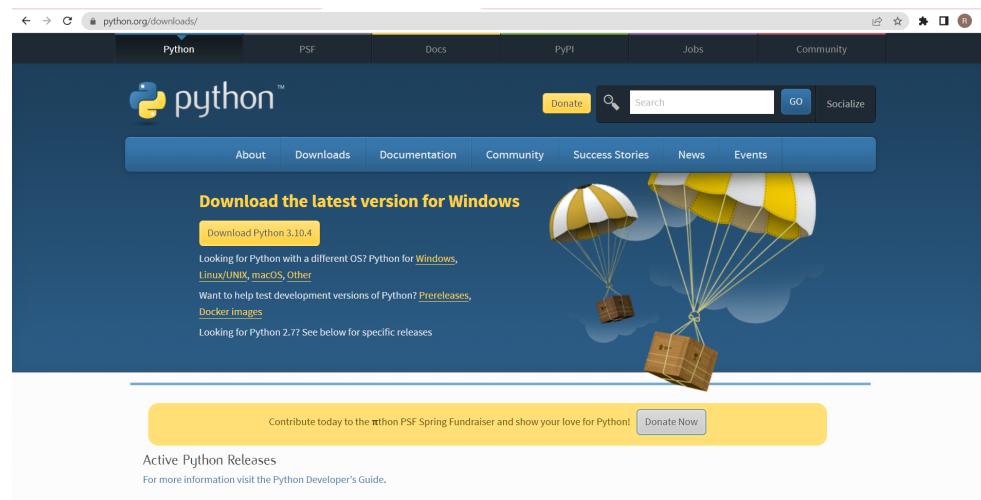 python.org/downloads/
R
Python PSF Docs PyPI Jobs Community
python™
Donate Search GO Socialize
About Downloads Documentation Community Success Stories News Events
Download the latest version for Windows
Download Python 3.10.4
Looking for Python with a different OS? Python for Windows,
Linux/UNIX, macOS, Other
Want to help test development versions of Python? Prereleases,
Docker images
Looking for Python 2.7? See below for specific releases
Contribute today to the πthon PSF Spring Fundraiser and show your love for Python! Donate Now
Active Python Releases
For more information visit the Python Developer's Guide.